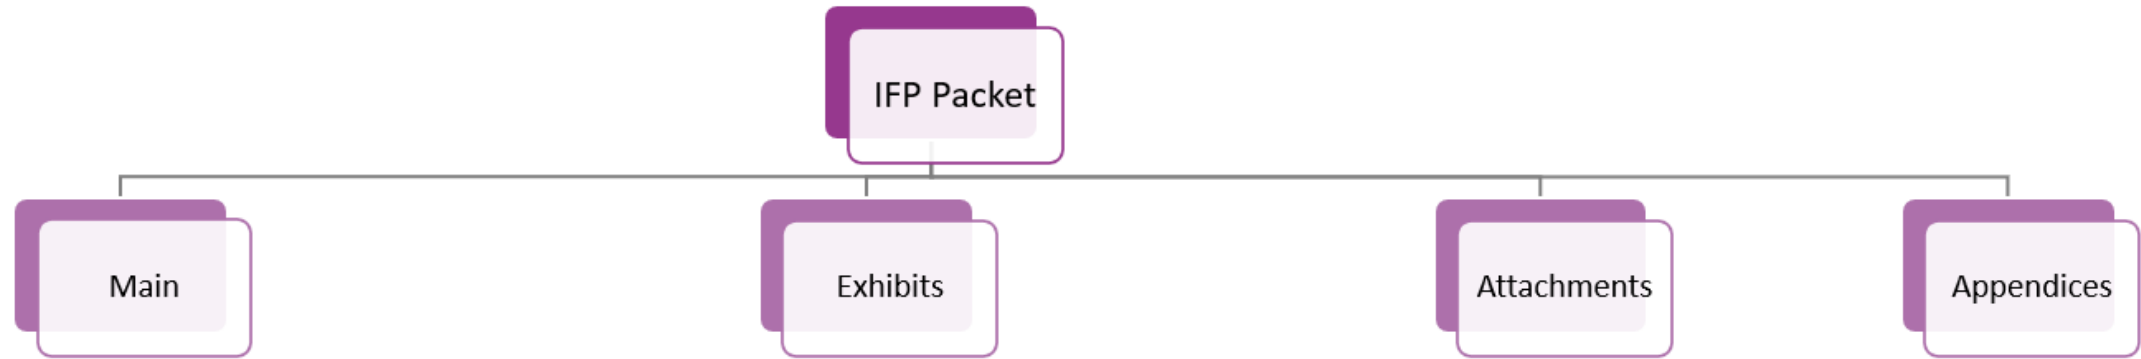 IFP Packet
Main
Exhibits
Attachments
Appendices